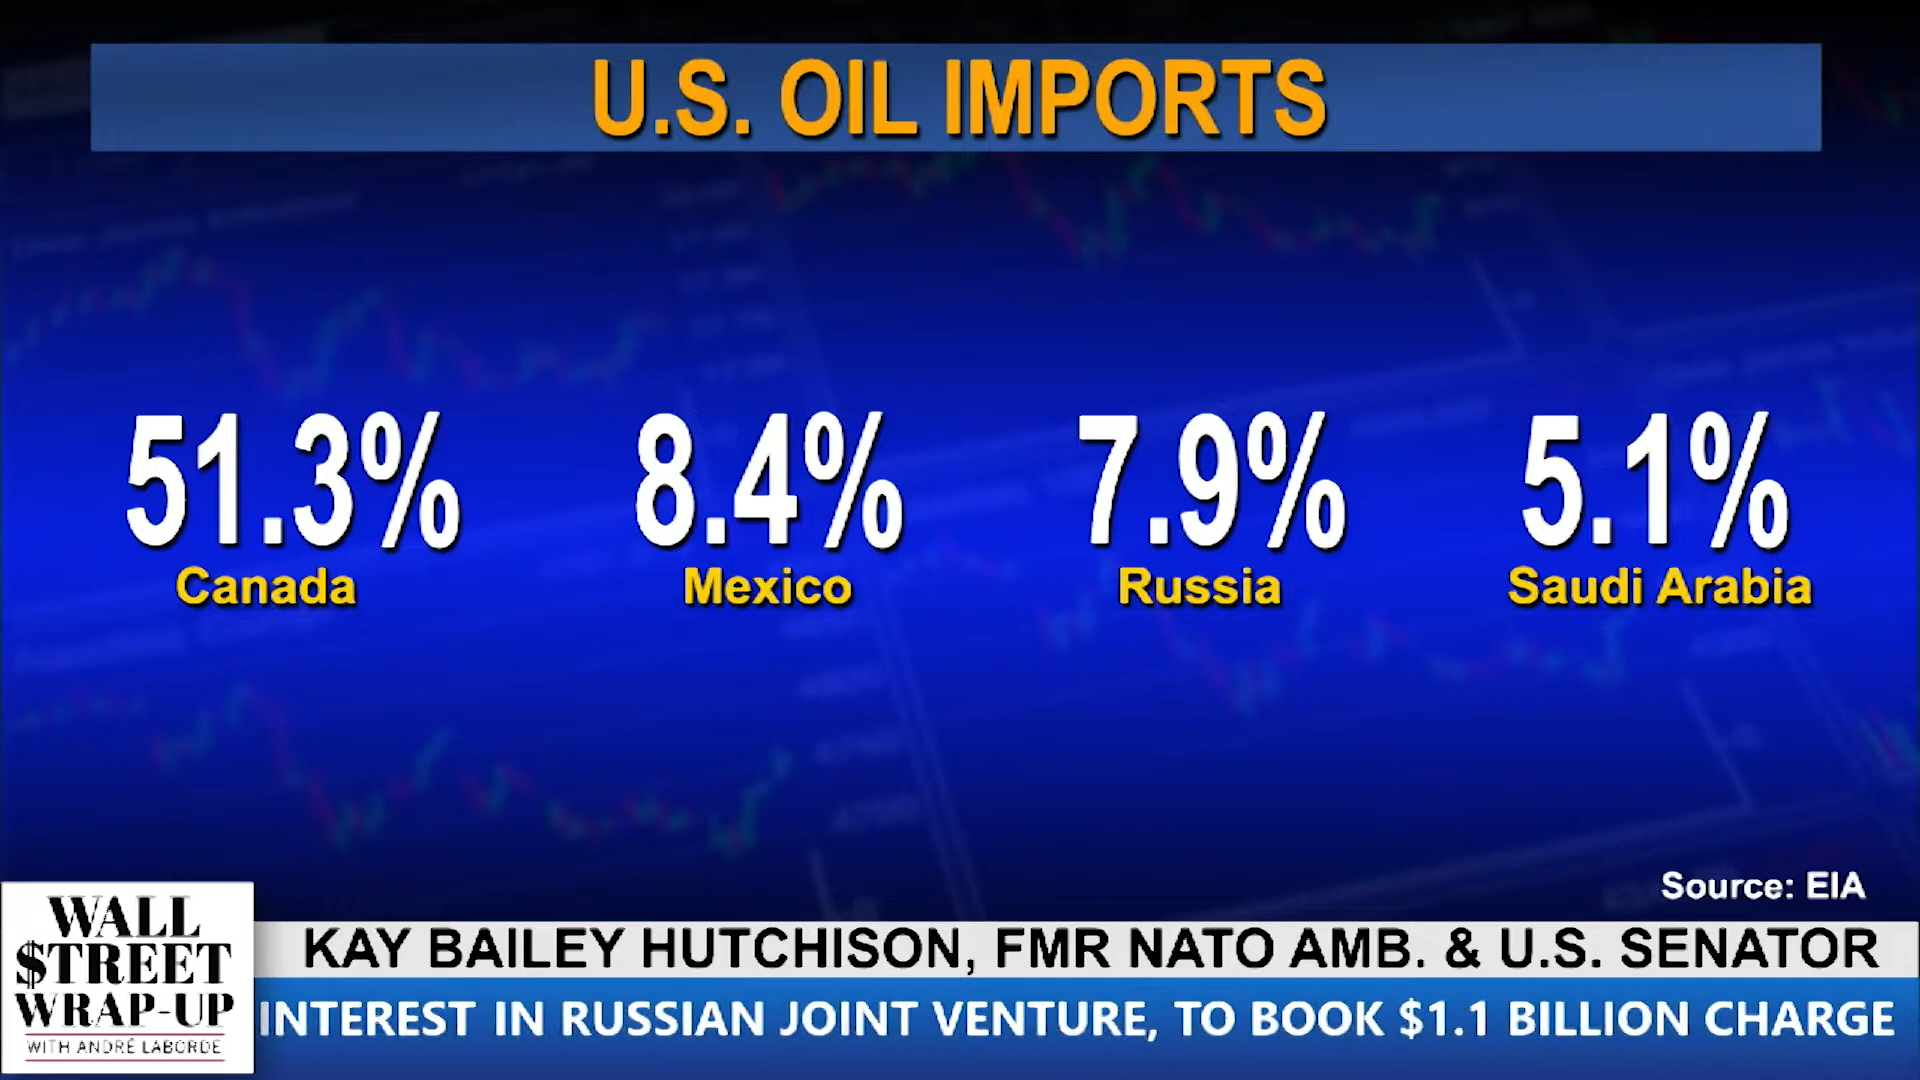 U.S. OIL IMPORTS
51.3% 8.4% 7.9% 5.1%
Canada Mexico Russia Saudi Arabia
Source: EIA
WALL
$TREET
WRAP-UP
WITH ANDRÉ LABORDE
KAY BAILEY HUTCHISON, FMR NATO AMB. & U.S. SENATOR
INTEREST IN RUSSIAN JOINT VENTURE, TO BOOK $1.1 BILLION CHARGE